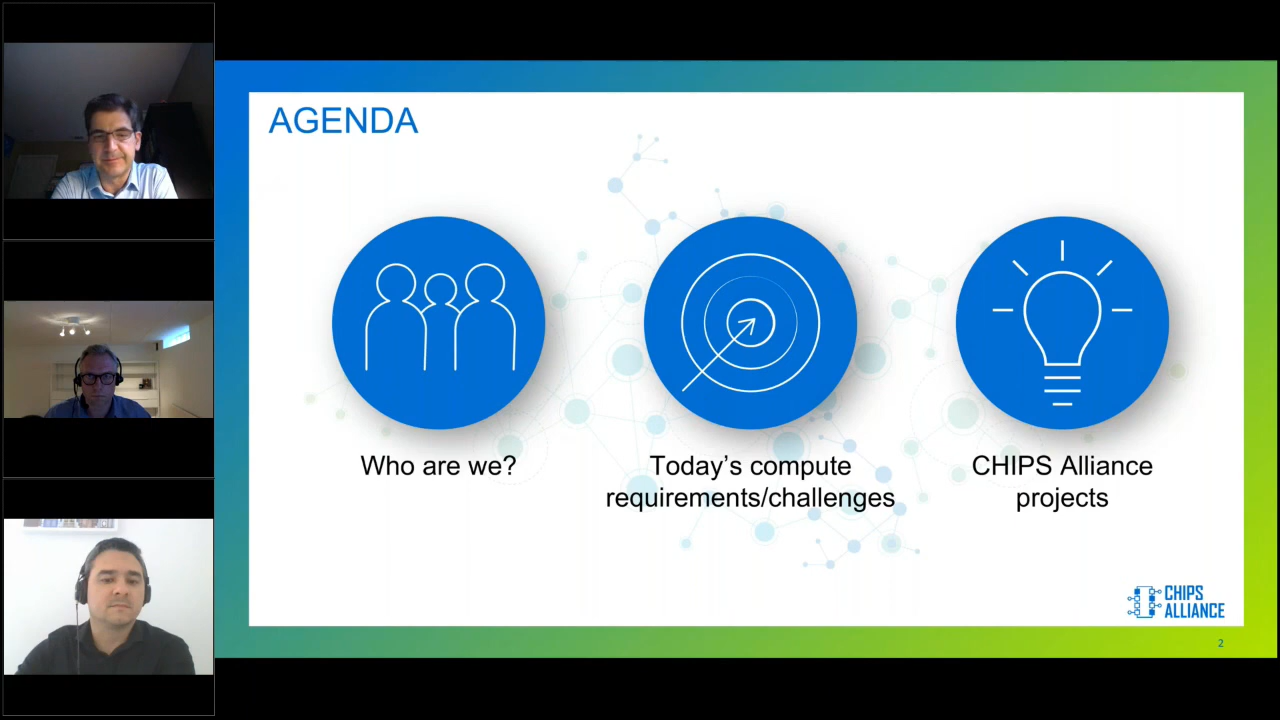 AGENDA
Who are we?
Today's compute
requirements/challenges
CHIPS Alliance
projects
CHIPS
ALLIANCE
2